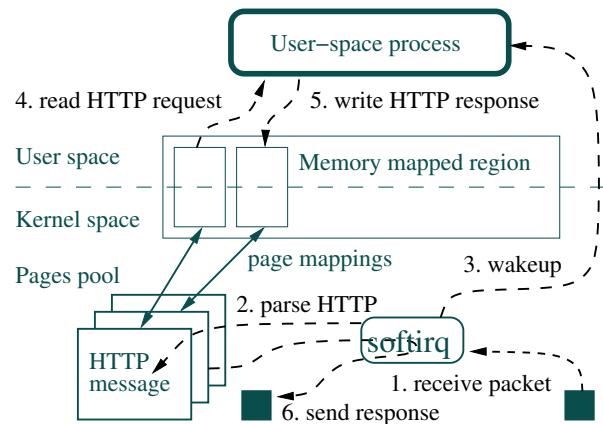 User−space process
4. read HTTP request
5. write HTTP response
User space
Memory mapped region
Kernel space
page mappings
Pages pool
3. wakeup
2. parse HTTP
softirq
HTTP
message
1. receive packet
6. send response